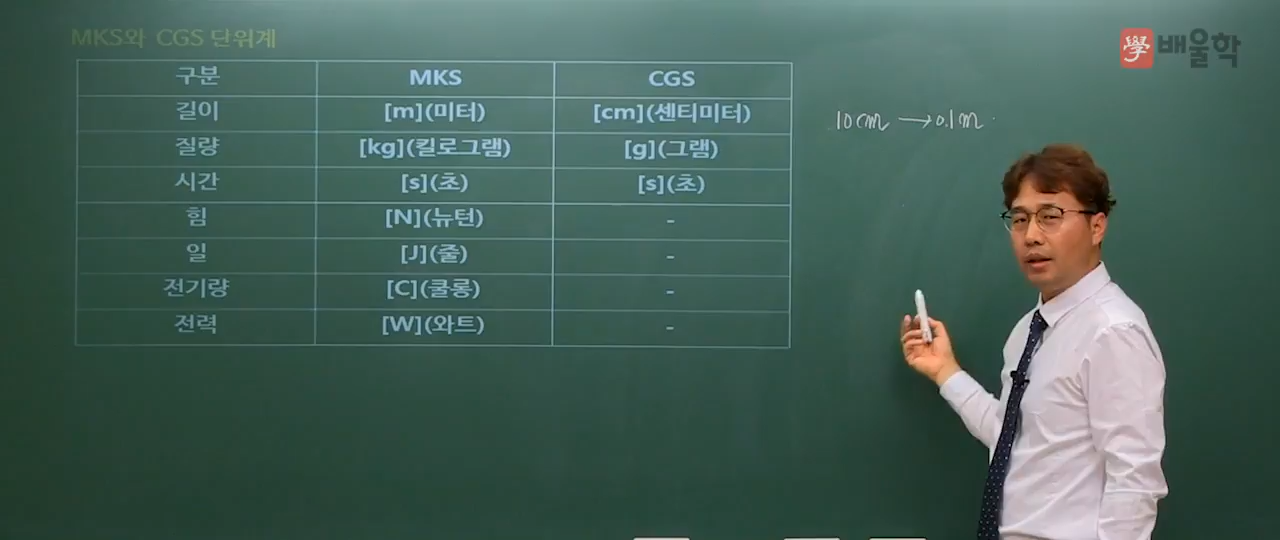 MKS와 CGS 단위계
學 배울학
구분 MKS CGS
길이 [m](미터) [cm](센티미터)
10cm → 0.1m
질량 [kg](킬로그램) [g](그램)
시간 [s](초) [s](초)
힘 [N](뉴턴) -
일 [J](줄) -
전기량 [C](쿨롱) -
전력 [W](와트) -